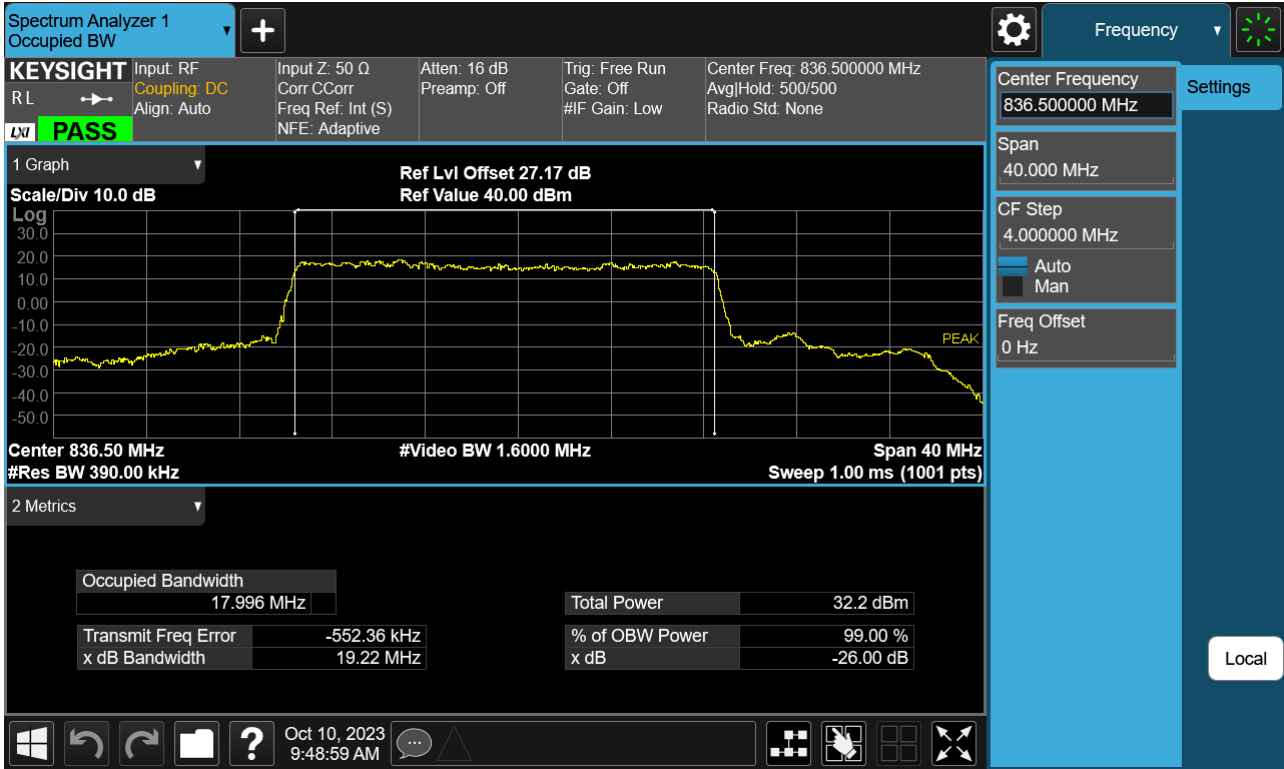 Spectrum Analyzer 1
Occupied BW
Frequency
KEYSIGHT
R L
LXI
PASS
Input: RF
Coupling: DC
Align: Auto
Input Z: 50 Ω
Corr CCorr
Freq Ref: Int (S)
NFE: Adaptive
Atten: 16 dB
Preamp: Off
Trig: Free Run
Gate: Off
#IF Gain: Low
Center Freq: 836.500000 MHz
Avg|Hold: 500/500
Radio Std: None
Center Frequency
836.500000 MHz
Settings
Span
40.000 MHz
CF Step
4.000000 MHz
Auto
Man
Freq Offset
0 Hz
Local
1 Graph
Scale/Div 10.0 dB
Ref Lvl Offset 27.17 dB
Ref Value 40.00 dBm
Log
30.0
20.0
10.0
0.00
-10.0
-20.0
-30.0
-40.0
-50.0
PEAK
Center 836.50 MHz
#Video BW 1.6000 MHz
Span 40 MHz
#Res BW 390.00 kHz
Sweep 1.00 ms (1001 pts)
2 Metrics
Occupied Bandwidth
17.996 MHz
Total Power 32.2 dBm
Transmit Freq Error -552.36 kHz
% of OBW Power 99.00 %
x dB Bandwidth 19.22 MHz
x dB -26.00 dB
?
Oct 10, 2023
9:48:59 AM